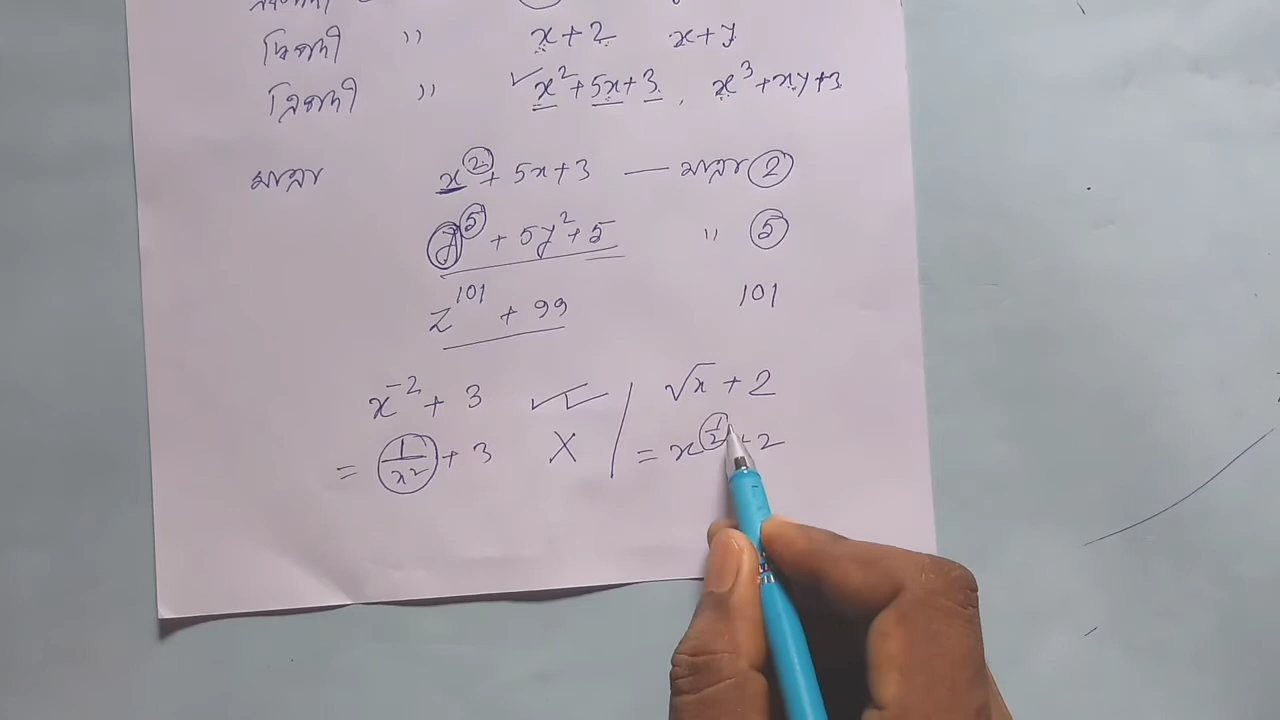 দ্বিপদী " x + 2 x + y
ত্রিপদী " ✓ x² + 5x + 3 , x³ + xy + 3
মাত্রা x² + 5x + 3 — মাত্রা 2
y⁵ + 5y² + 5 " 5
z¹⁰¹ + 99 101
x⁻² + 3 √x + 2
= 1/x² + 3 X = x^(1/2) + 2